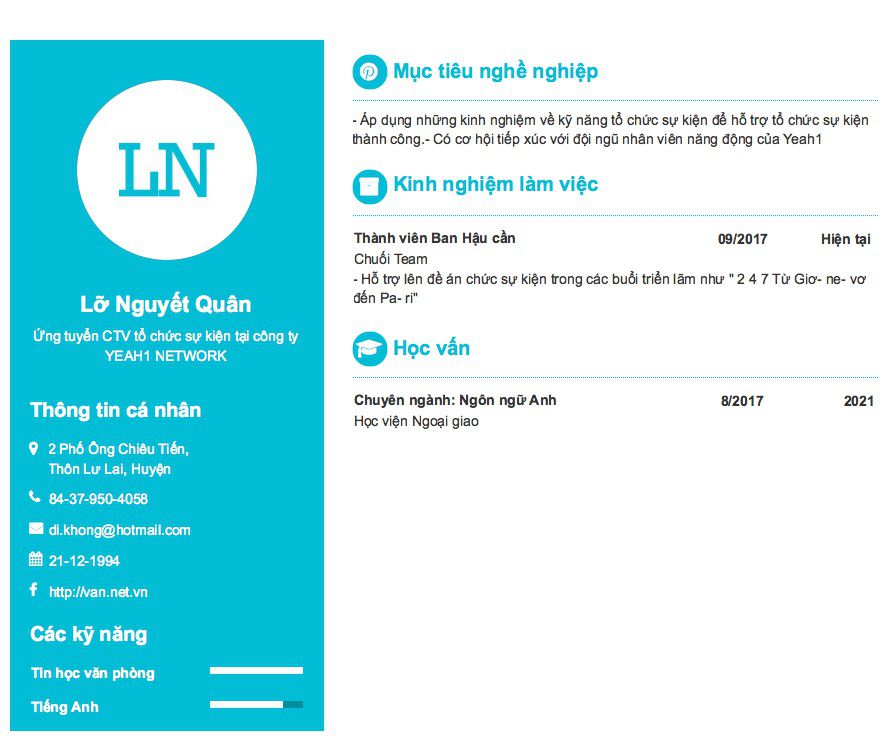 LN
Lỡ Nguyết Quân
Ứng tuyển CTV tổ chức sự kiện tại công ty
YEAH1 NETWORK
Thông tin cá nhân
2 Phố Ông Chiêu Tiến,
Thôn Lư Lai, Huyện
84-37-950-4058
di.khong@hotmail.com
21-12-1994
http://van.net.vn
Các kỹ năng
Tin học văn phòng
Tiếng Anh
Mục tiêu nghề nghiệp
- Áp dụng những kinh nghiệm về kỹ năng tổ chức sự kiện để hỗ trợ tổ chức sự kiện
thành công.- Có cơ hội tiếp xúc với đội ngũ nhân viên năng động của Yeah1
Kinh nghiệm làm việc
Thành viên Ban Hậu cần 09/2017 Hiện tại
Chuối Team
- Hỗ trợ lên đề án chức sự kiện trong các buổi triển lãm như " 2 4 7 Từ Giơ- ne- vơ
đến Pa- ri"
Học vấn
Chuyên ngành: Ngôn ngữ Anh 8/2017 2021
Học viện Ngoại giao